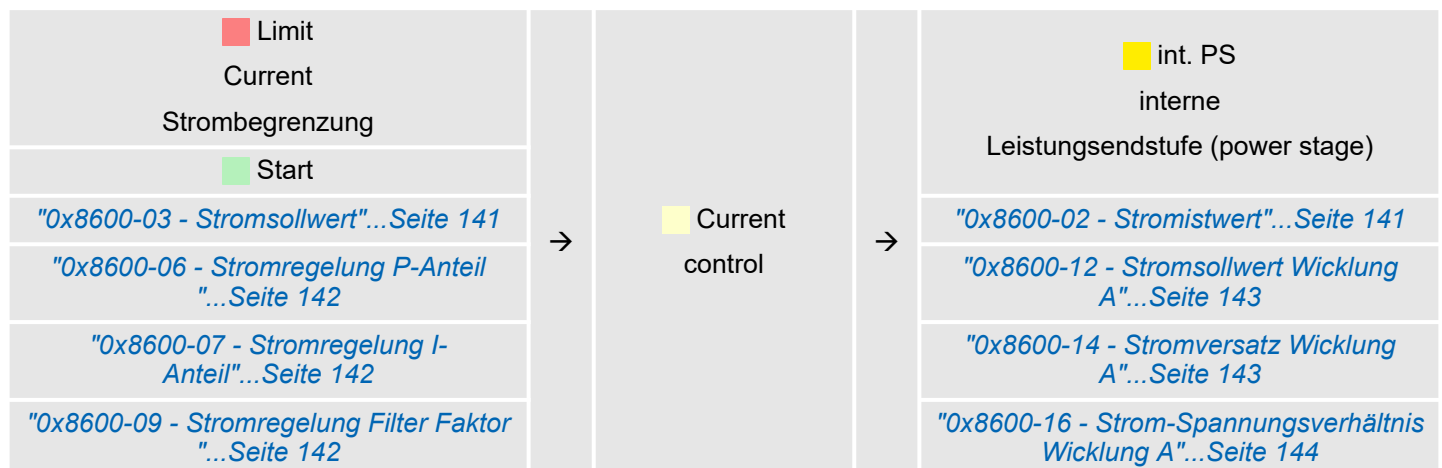 Limit
Current
Strombegrenzung
Start
"0x8600-03 - Stromsollwert"...Seite 141
"0x8600-06 - Stromregelung P-Anteil
"...Seite 142
"0x8600-07 - Stromregelung I-
Anteil"...Seite 142
"0x8600-09 - Stromregelung Filter Faktor
"...Seite 142
→
Current
control
→
int. PS
interne
Leistungsendstufe (power stage)
"0x8600-02 - Stromistwert"...Seite 141
"0x8600-12 - Stromsollwert Wicklung
A"...Seite 143
"0x8600-14 - Stromversatz Wicklung
A"...Seite 143
"0x8600-16 - Strom-Spannungsverhältnis
Wicklung A"...Seite 144